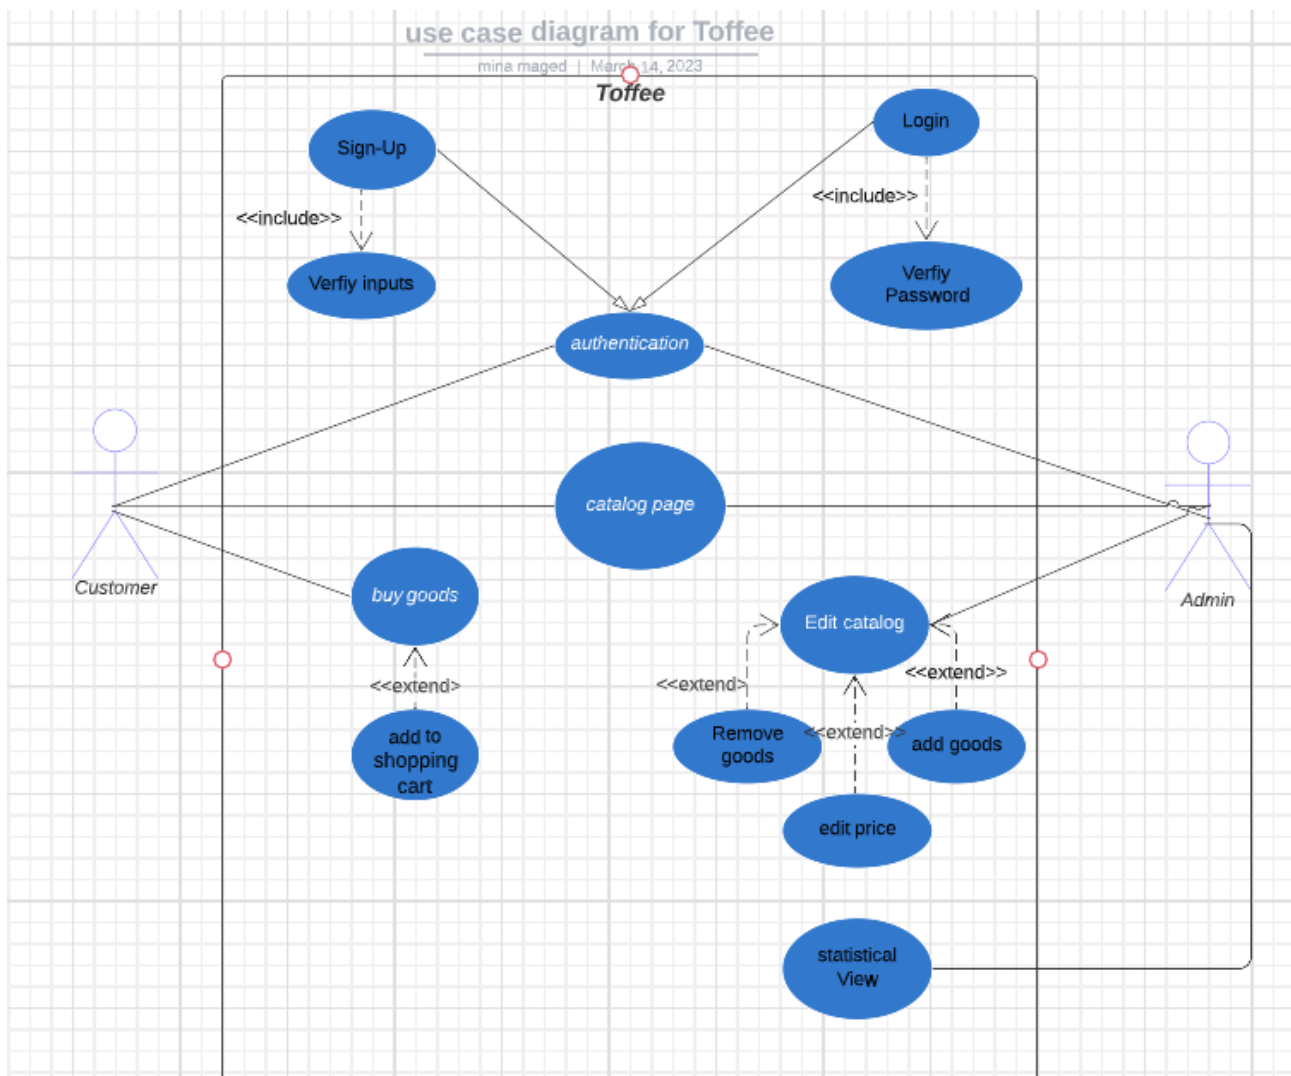 use case diagram for Toffee
mina maged | March 14, 2023
Toffee
Login
Sign-Up
<<include>>
<<include>>
Verfiy inputs
Verfiy
Password
authentication
catalog page
Customer
buy goods
Admin
Edit catalog
<<extend>
<<extend>
<<extend>>
add to
shopping
cart
Remove
goods
<<extend>>
add goods
edit price
statistical
View